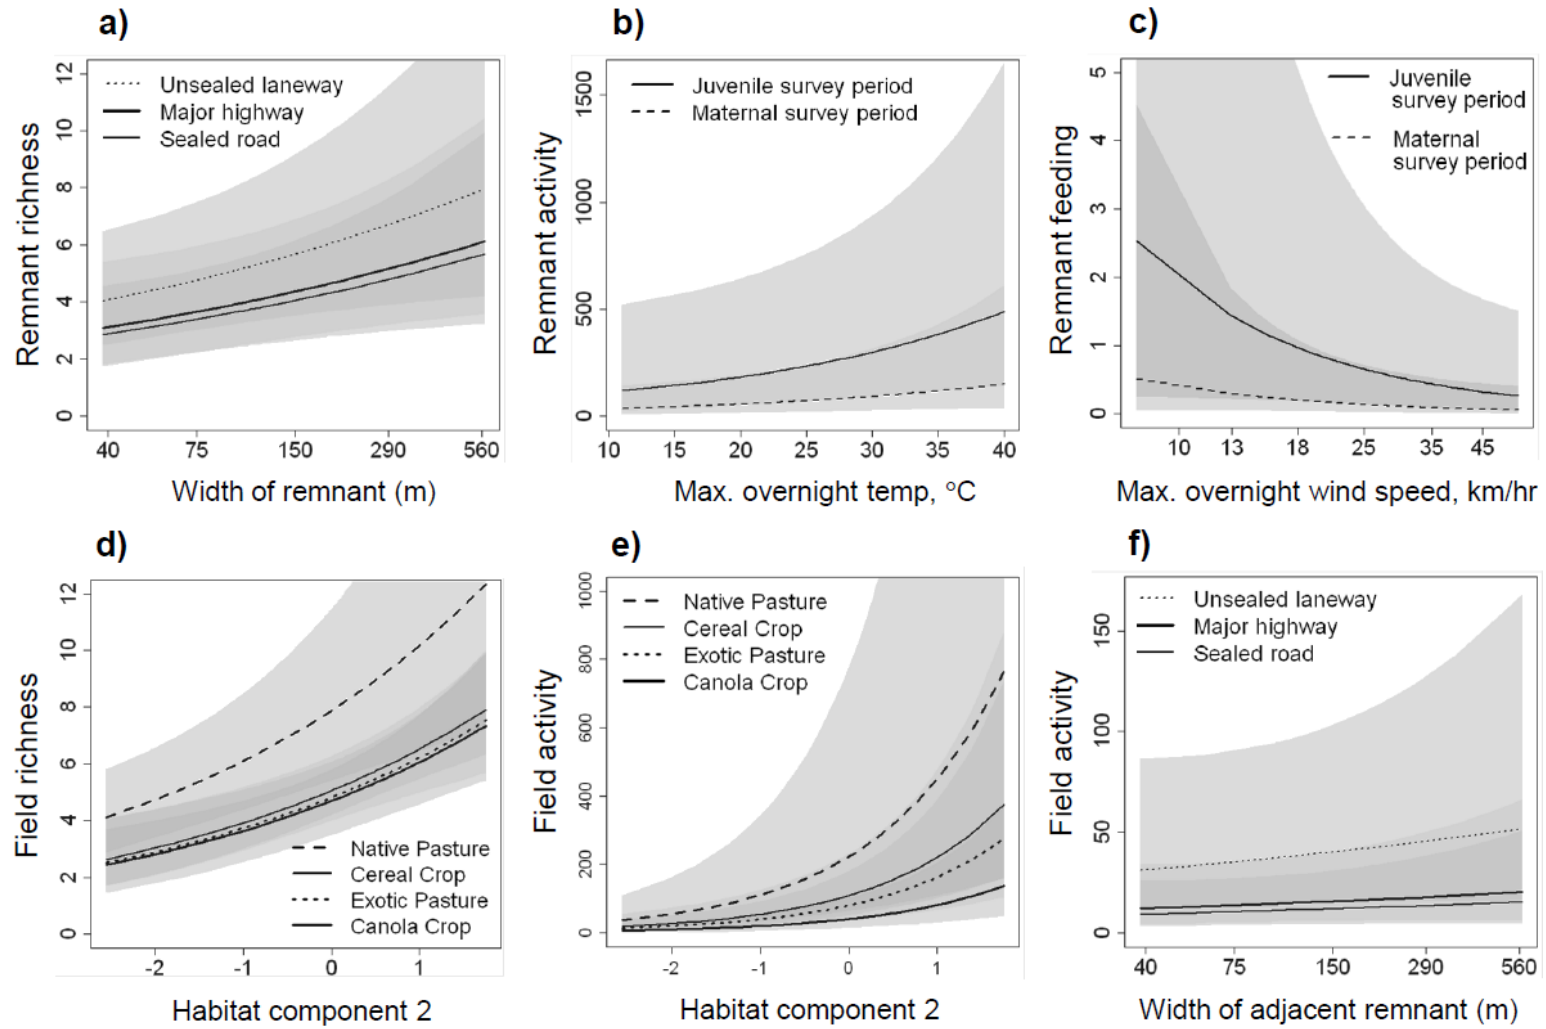 a)
Remnant richness
12
10
8
6
4
2
0
Unsealed laneway
Major highway
Sealed road
40 75 150 290 560
Width of remnant (m)
b)
Remnant activity
1500
1000
500
0
Juvenile survey period
Maternal survey period
10 15 20 25 30 35 40
Max. overnight temp, °C
c)
Remnant feeding
5
4
3
2
1
0
Juvenile
survey period
Maternal
survey period
10 13 18 25 35 45
Max. overnight wind speed, km/hr
d)
Field richness
12
10
8
6
4
2
0
Native Pasture
Cereal Crop
Exotic Pasture
Canola Crop
-2 -1 0 1
Habitat component 2
e)
Field activity
1000
800
600
400
200
0
Native Pasture
Cereal Crop
Exotic Pasture
Canola Crop
-2 -1 0 1
Habitat component 2
f)
Field activity
150
100
50
0
Unsealed laneway
Major highway
Sealed road
40 75 150 290 560
Width of adjacent remnant (m)